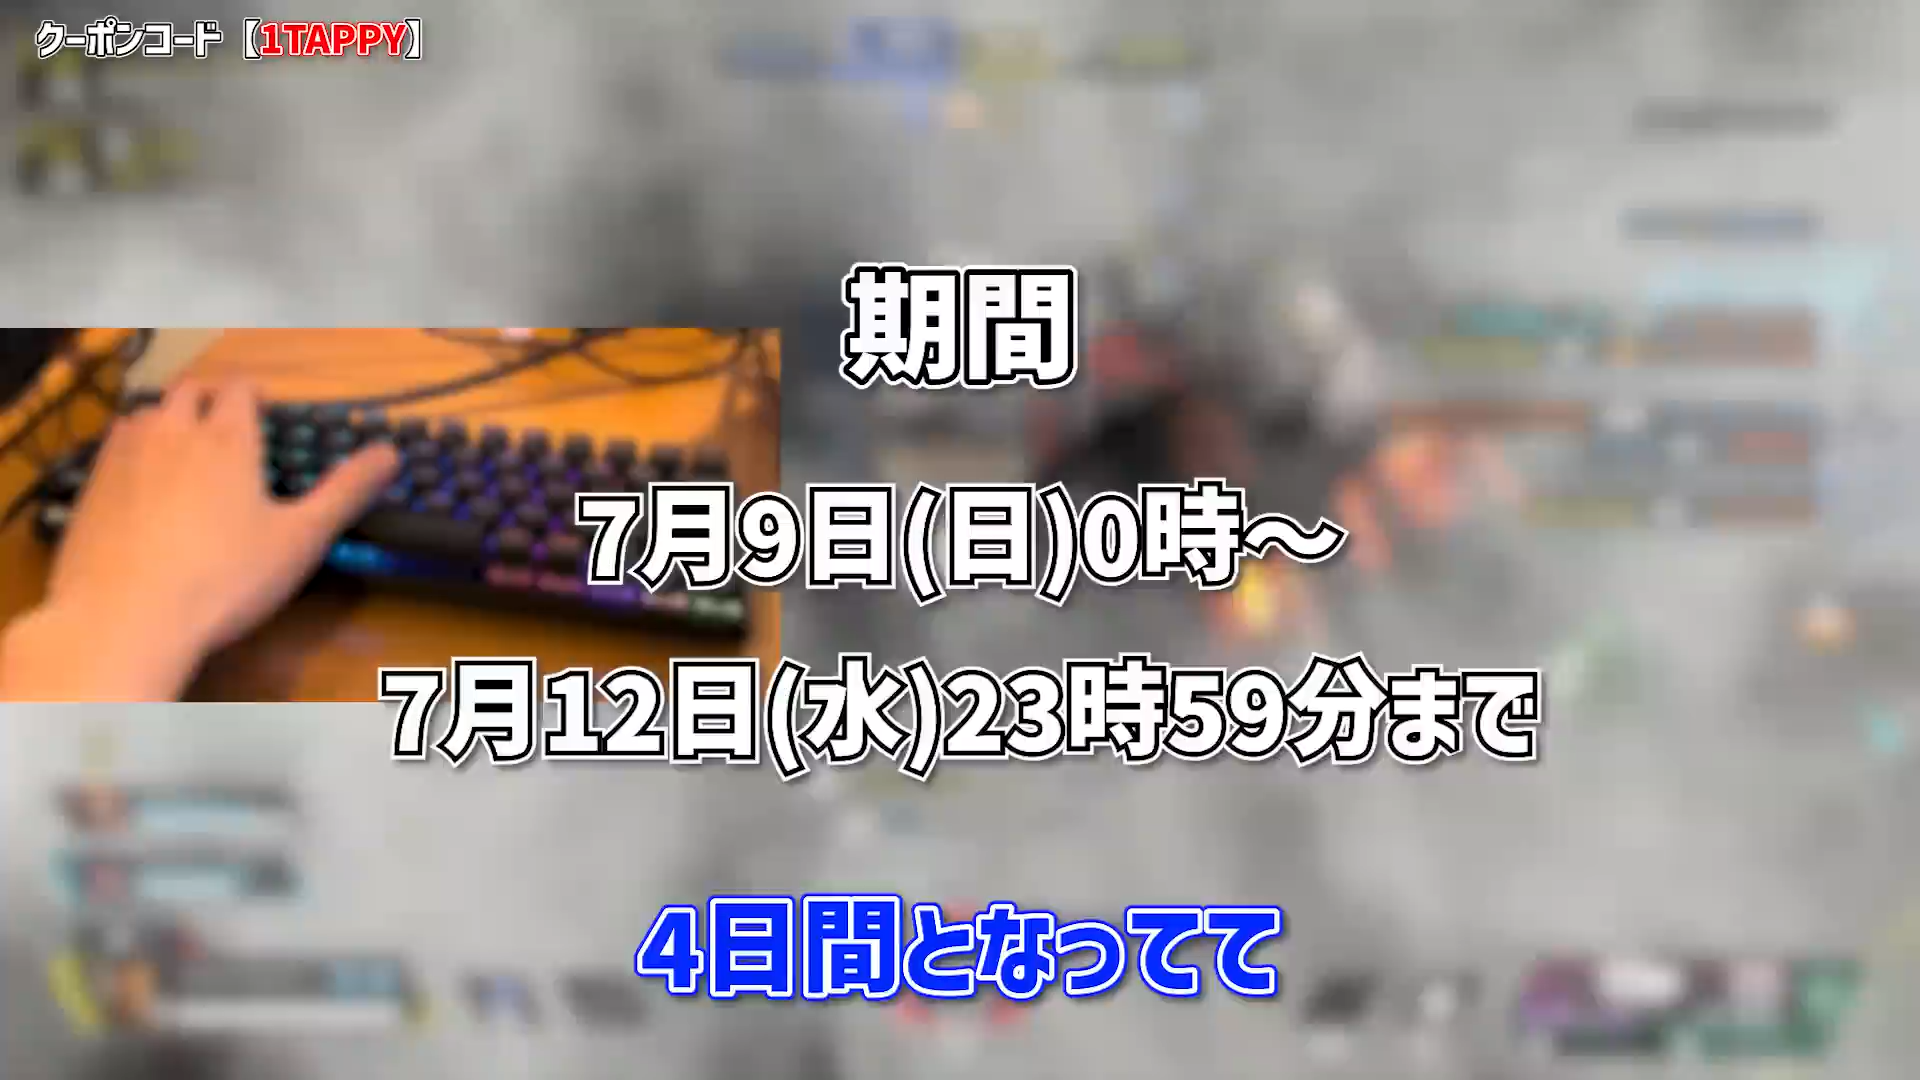 クーポンコード【1TAPPY】
期間
7月9日(日)0時～
7月12日(水)23時59分まで
4日間となってて